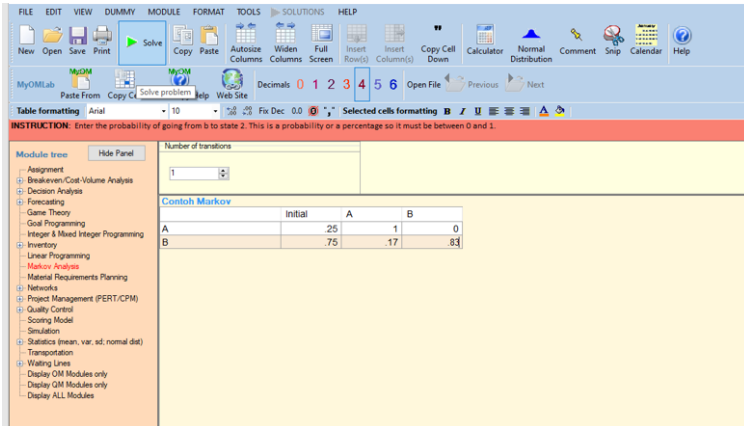 FILE EDIT VIEW DUMMY MODULE FORMAT TOOLS SOLUTIONS HELP
New Open Save Print Solve Copy Paste Autosize Columns Widen Columns Full Screen Insert Row(s) Insert Column(s) Copy Cell Down Calculator Normal Distribution Comment Snip Calendar Help
MyOMLab MyOM Paste From Copy Ce MyOM elp Web Site Decimals 0 1 2 3 4 5 6 Open File Previous Next
Solve problem
Table formatting Arial 10 Fix Dec 0.0 0 "," Selected cells formatting B I U A
INSTRUCTION: Enter the probability of going from b to state 2. This is a probability or a percentage so it must be between 0 and 1.
Module tree Hide Panel
Assignment
Breakeven/Cost-Volume Analysis
Decision Analysis
Forecasting
Game Theory
Goal Programming
Integer & Mixed Integer Programming
Inventory
Linear Programming
Markov Analysis
Material Requirements Planning
Networks
Project Management (PERT/CPM)
Quality Control
Scoring Model
Simulation
Statistics (mean, var, sd; normal dist)
Transportation
Waiting Lines
Display OM Modules only
Display QM Modules only
Display ALL Modules
Number of transitions
1
Contoh Markov
Initial A B
A .25 1 0
B .75 .17 .83